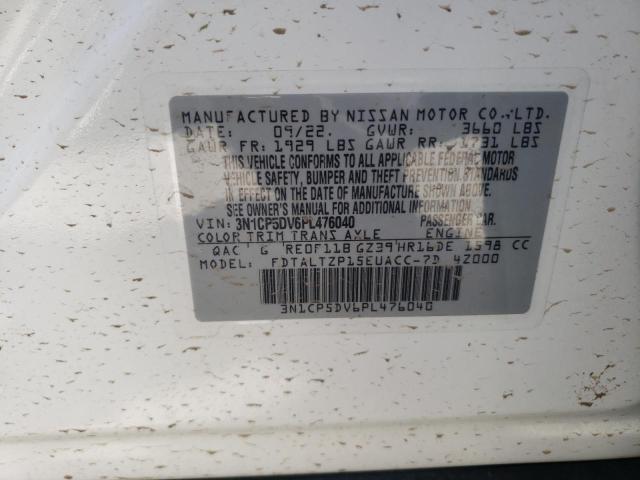 MANUFACTURED BY NISSAN MOTOR CO.,LTD.
DATE: 09/22. GVWR: 3660 LBS
GAWR FR: 1929 LBS GAWR RR: 1731 LBS
THIS VEHICLE CONFORMS TO ALL APPLICABLE FEDERAL MOTOR
VEHICLE SAFETY, BUMPER AND THEFT PREVENTION STANDARDS
IN EFFECT ON THE DATE OF MANUFACTURE SHOWN ABOVE.
SEE OWNER'S MANUAL FOR ADDITIONAL INFORMATION.
VIN: 3N1CP5DV6PL476040 PASSENGER CAR.
COLOR TRIM TRANS AXLE ENGINE
QAC G RE0F11B GZ39 HR16DE 1598 CC
MODEL: FDTALTZP15EUACC-7D 42000
3N1CP5DV6PL476040